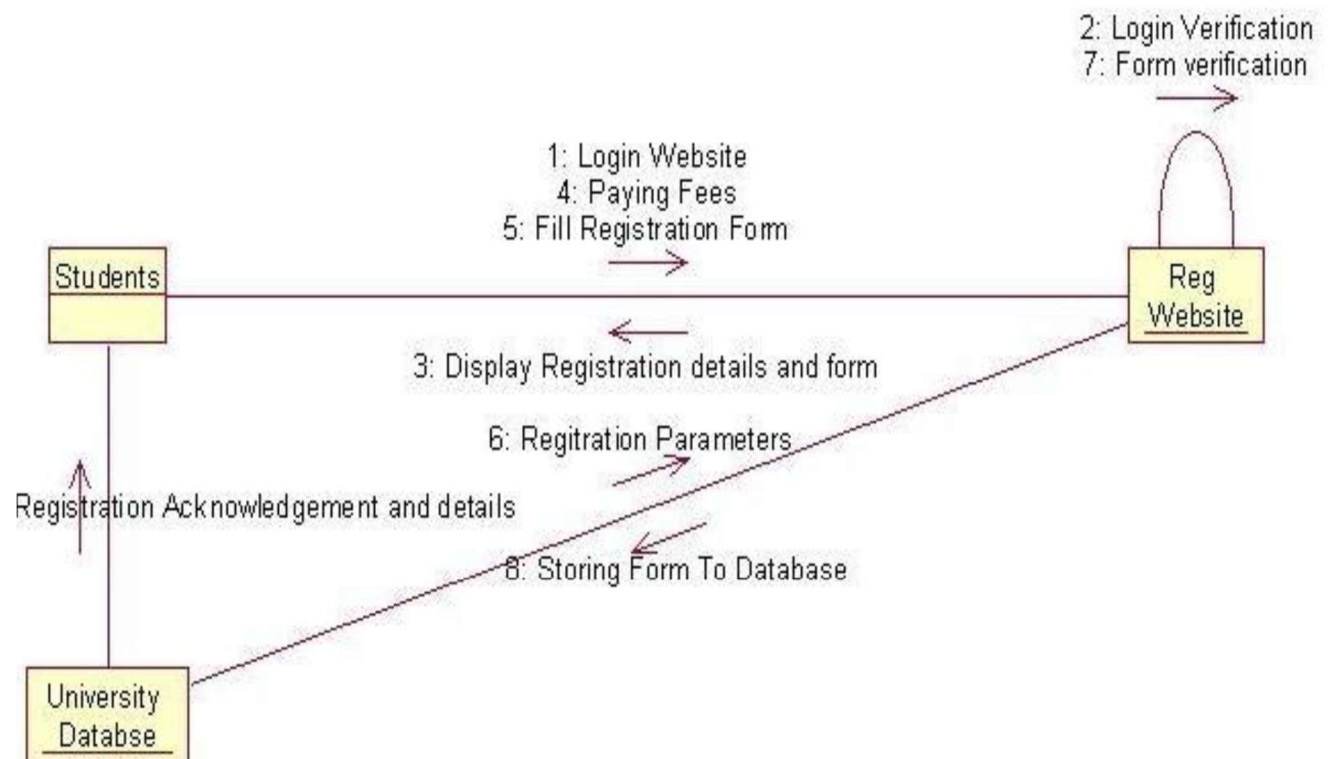 2: Login Verification
7: Form verification
1: Login Website
4: Paying Fees
5: Fill Registration Form
Students
Reg
Website
3: Display Registration details and form
6: Regitration Parameters
Registration Acknowledgement and details
8: Storing Form To Database
University
Databse